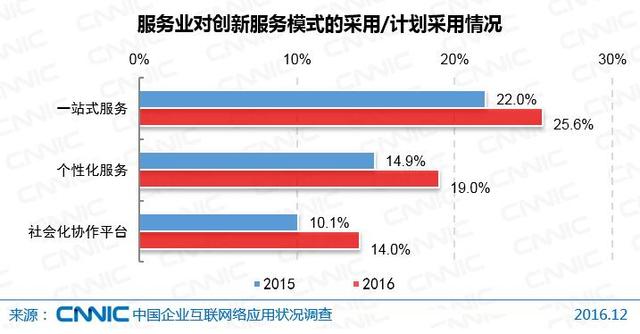 服务业对创新服务模式的采用/计划采用情况
0% 10% 20% 30%
一站式服务 22.0%
25.6%
个性化服务 14.9%
19.0%
社会化协作平台 10.1%
14.0%
2015 2016
来源： CNNIC 中国企业互联网络应用状况调查 2016.12